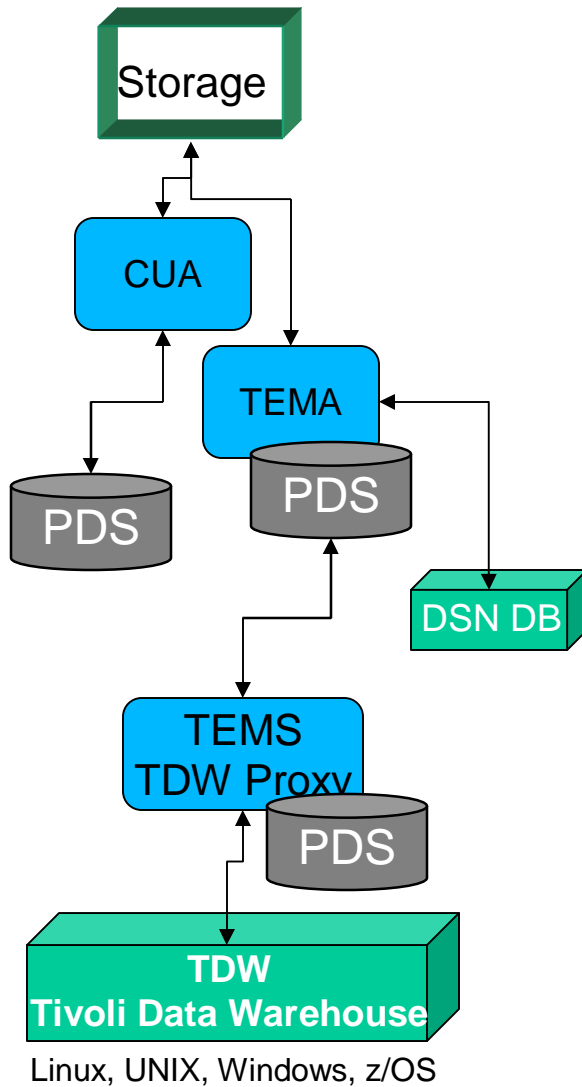 Storage
CUA
TEMA
PDS
PDS
DSN DB
TEMS
TDW Proxy
PDS
TDW
Tivoli Data Warehouse
Linux, UNIX, Windows, z/OS